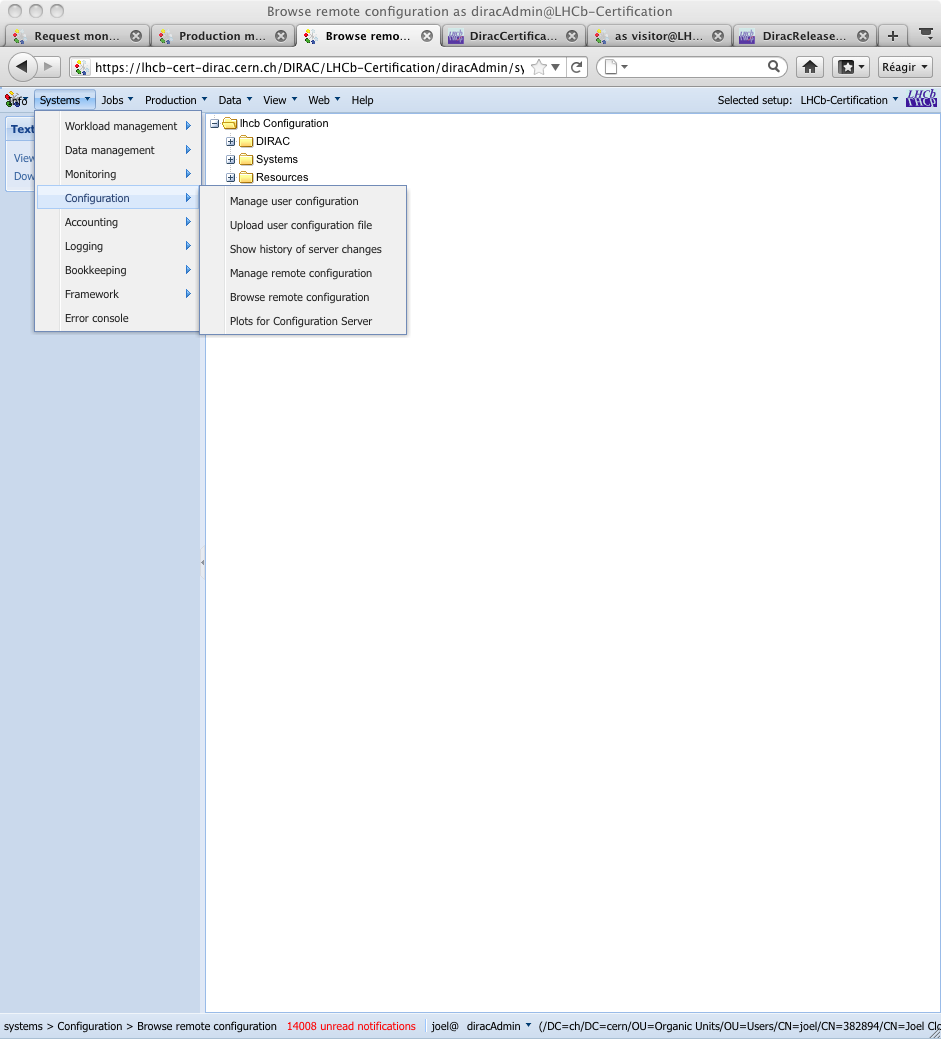 Browse remote configuration as diracAdmin@LHCb-Certification
Request mon... Production m... Browse remo... DiracCertifica... as visitor@LH... DiracRelease...
https://lhcb-cert-dirac.cern.ch/DIRAC/LHCb-Certification/diracAdmin/sy Réagir
Systems Jobs Production Data View Web Help Selected setup: LHCb-Certification LHCb
Text
View
Dow
Workload management
Data management
Monitoring
Configuration
Accounting
Logging
Bookkeeping
Framework
Error console
lhcb Configuration
DIRAC
Systems
Resources
Manage user configuration
Upload user configuration file
Show history of server changes
Manage remote configuration
Browse remote configuration
Plots for Configuration Server
systems > Configuration > Browse remote configuration 14008 unread notifications joel@ diracAdmin (/DC=ch/DC=cern/OU=Organic Units/OU=Users/CN=joel/CN=382894/CN=Joel Clo